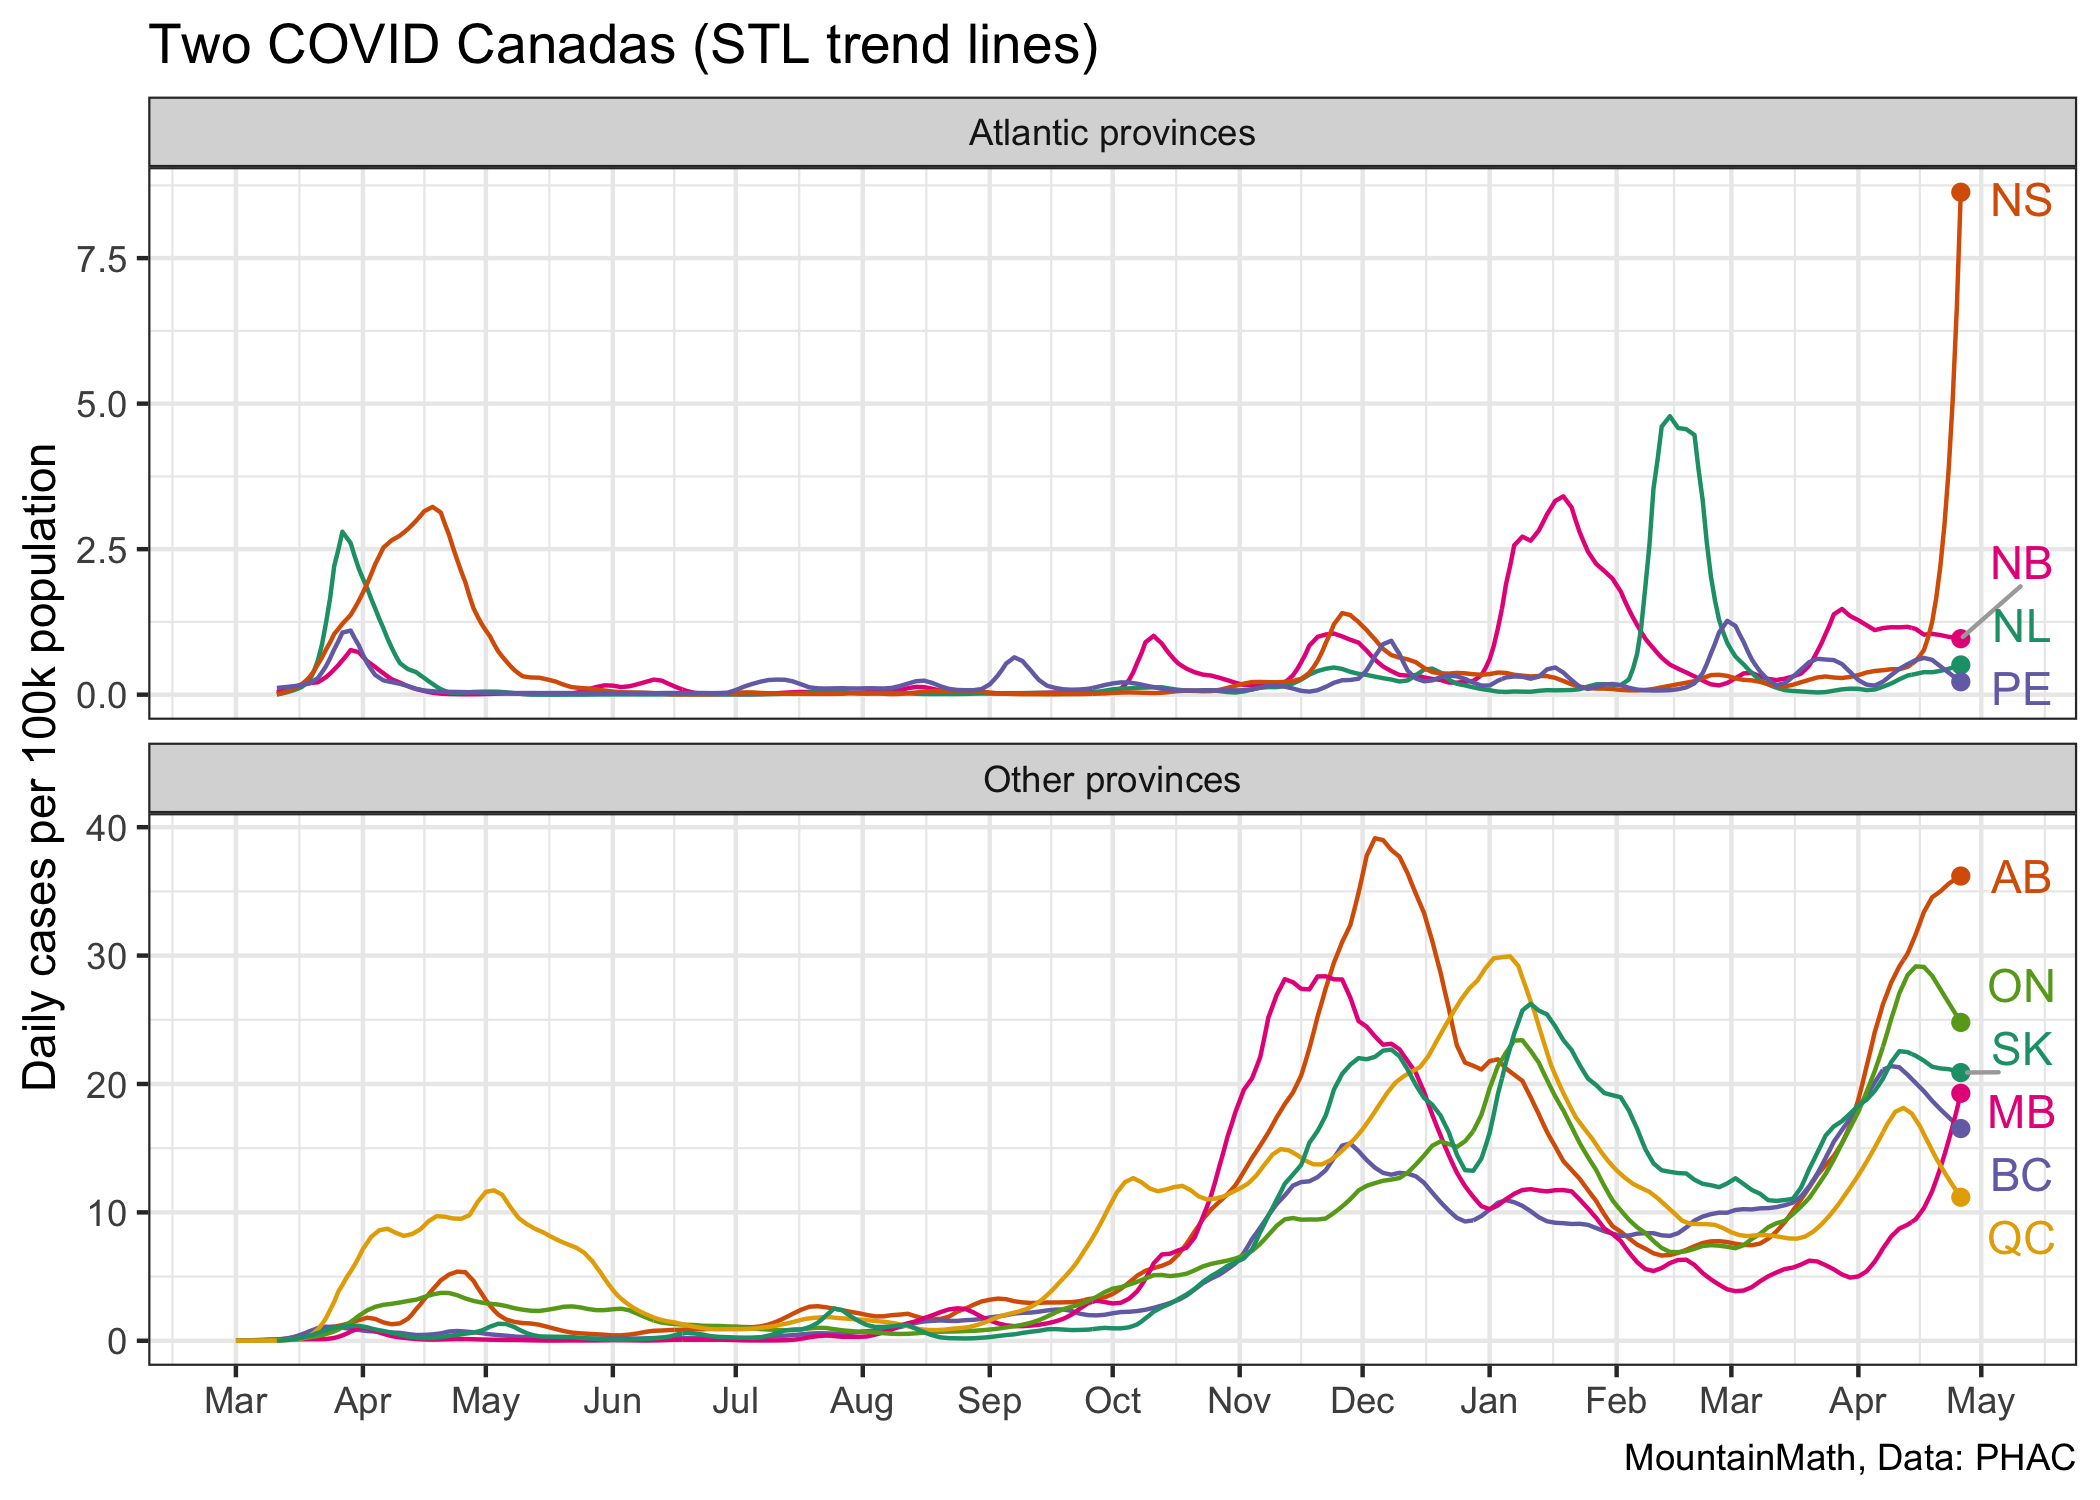 Two COVID Canadas (STL trend lines)
Atlantic provinces
Daily cases per 100k population
7.5
5.0
2.5
0.0
NS
NB
NL
PE
Other provinces
40
30
20
10
0
AB
ON
SK
MB
BC
QC
Mar Apr May Jun Jul Aug Sep Oct Nov Dec Jan Feb Mar Apr May
MountainMath, Data: PHAC